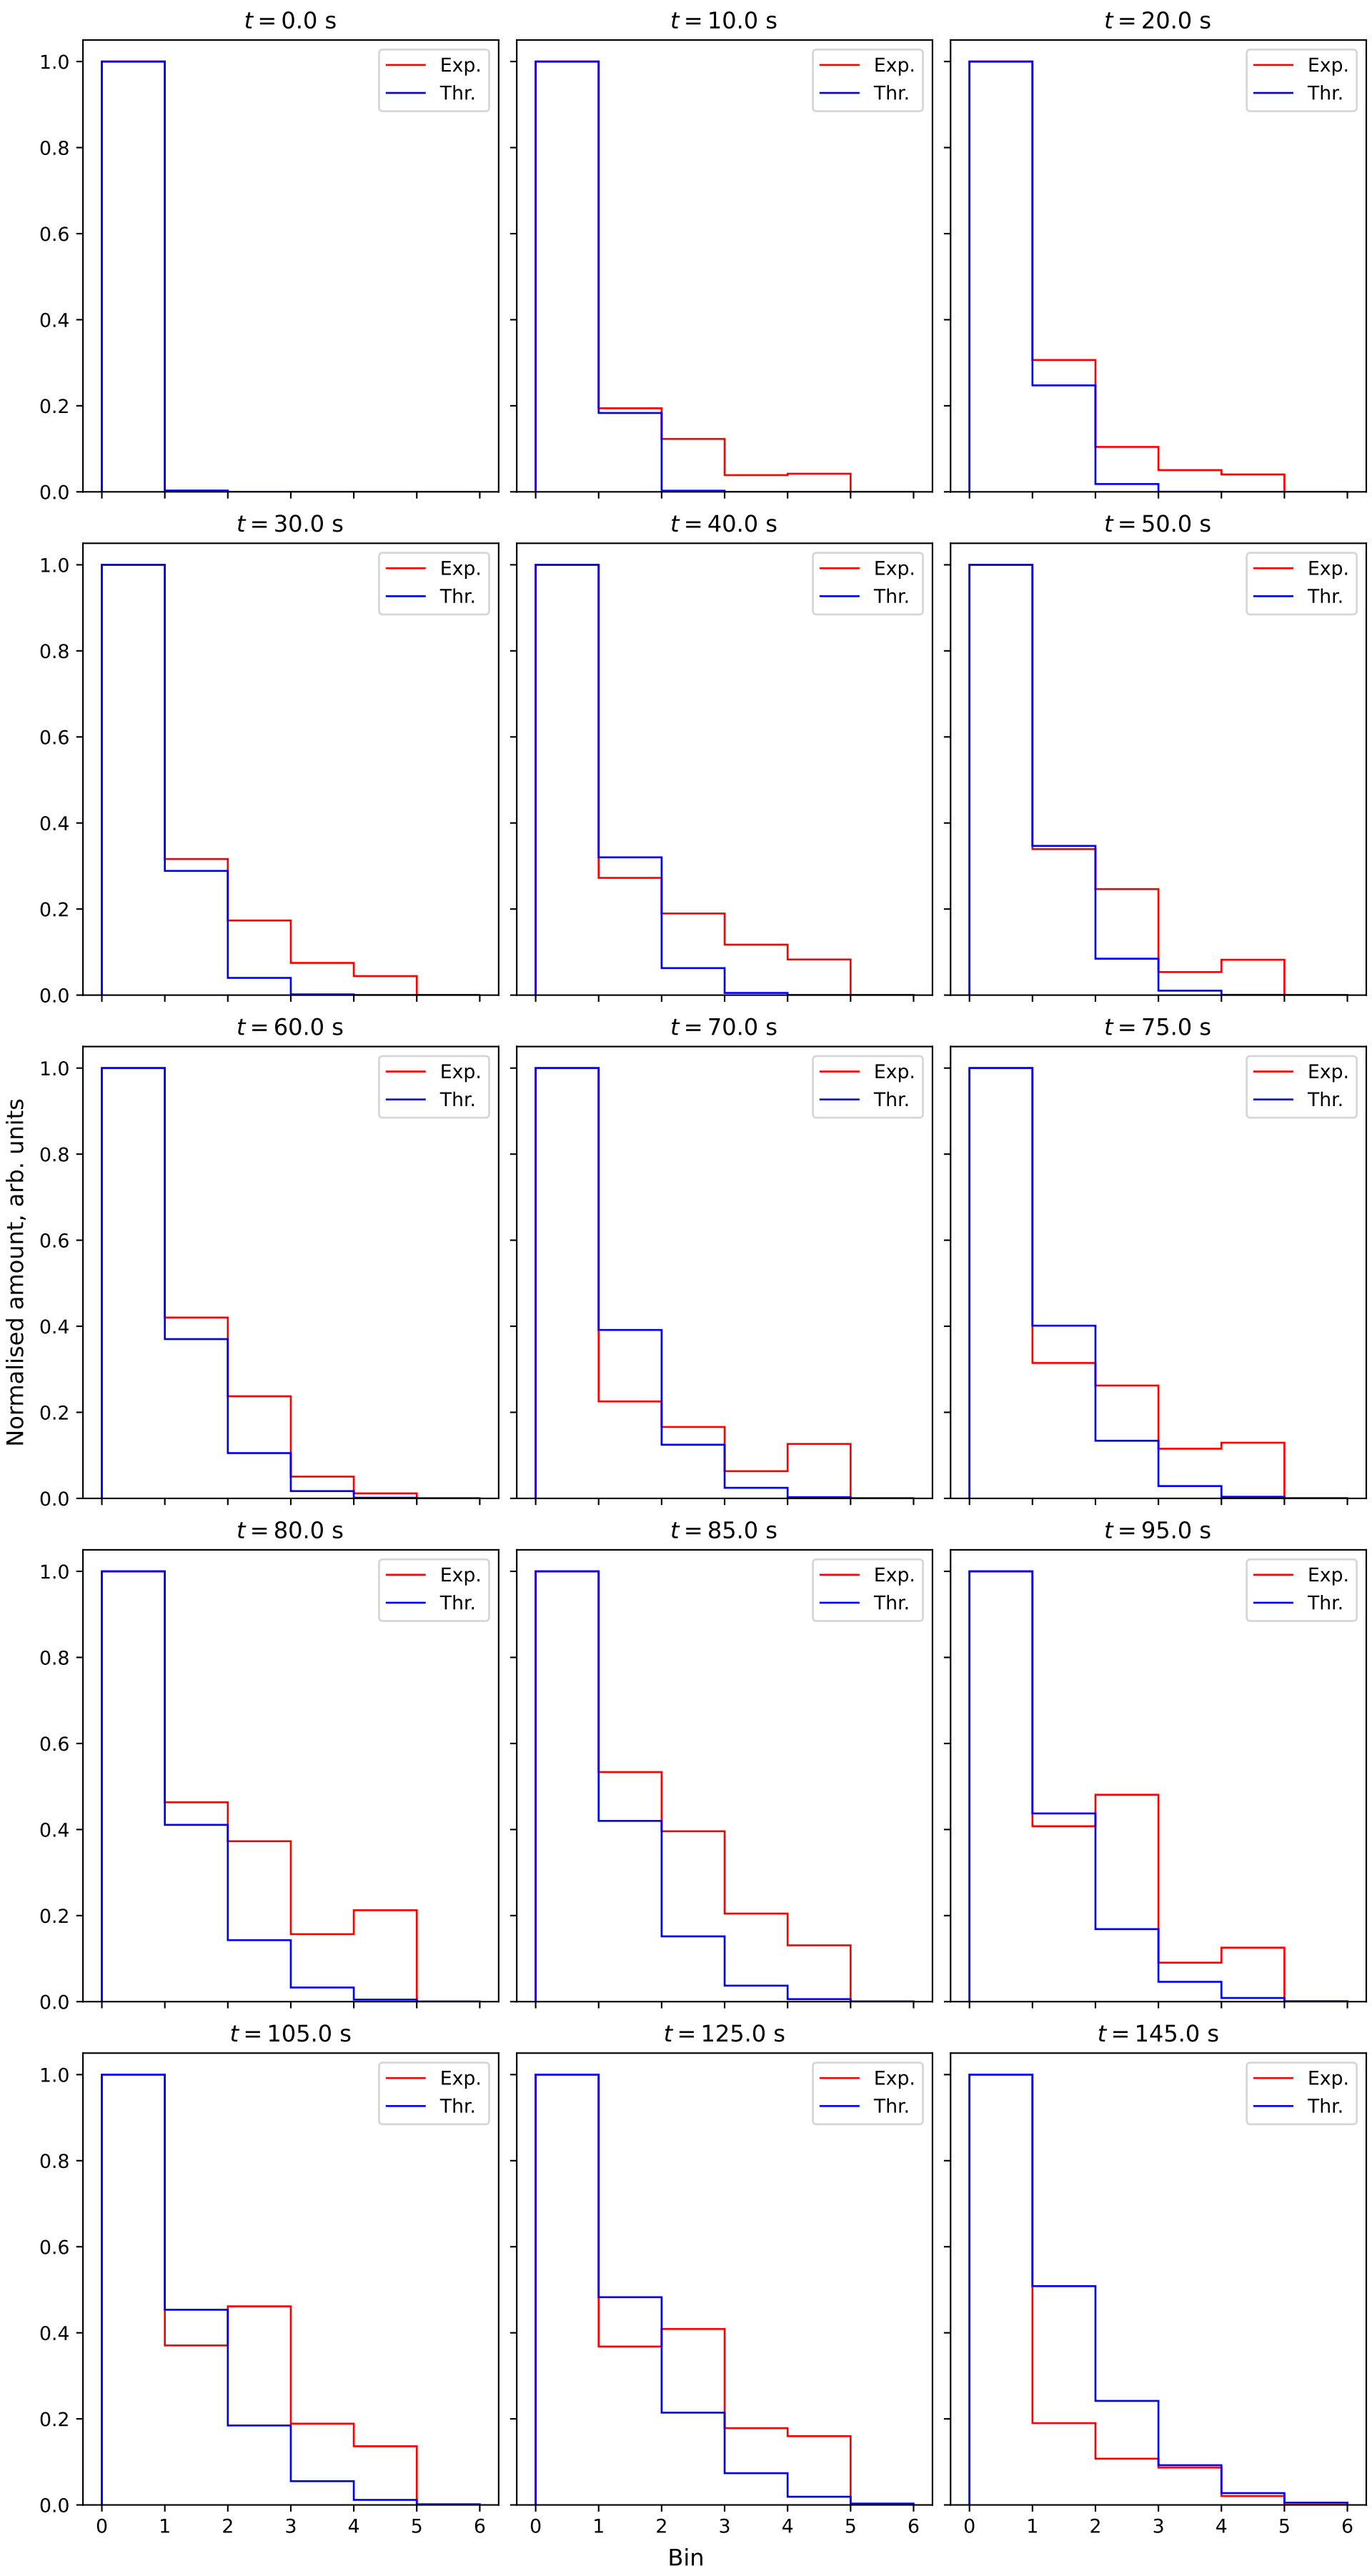 t = 0.0 s
t = 10.0 s
t = 20.0 s
1.0
0.8
0.6
0.4
0.2
0.0
Exp.
Thr.
Exp.
Thr.
Exp.
Thr.
t = 30.0 s
t = 40.0 s
t = 50.0 s
1.0
0.8
0.6
0.4
0.2
0.0
Exp.
Thr.
Exp.
Thr.
Exp.
Thr.
Normalised amount, arb. units
t = 60.0 s
t = 70.0 s
t = 75.0 s
1.0
0.8
0.6
0.4
0.2
0.0
Exp.
Thr.
Exp.
Thr.
Exp.
Thr.
t = 80.0 s
t = 85.0 s
t = 95.0 s
1.0
0.8
0.6
0.4
0.2
0.0
Exp.
Thr.
Exp.
Thr.
Exp.
Thr.
t = 105.0 s
t = 125.0 s
t = 145.0 s
1.0
0.8
0.6
0.4
0.2
0.0
Exp.
Thr.
Exp.
Thr.
Exp.
Thr.
0 1 2 3 4 5 6
0 1 2 3 4 5 6
0 1 2 3 4 5 6
Bin